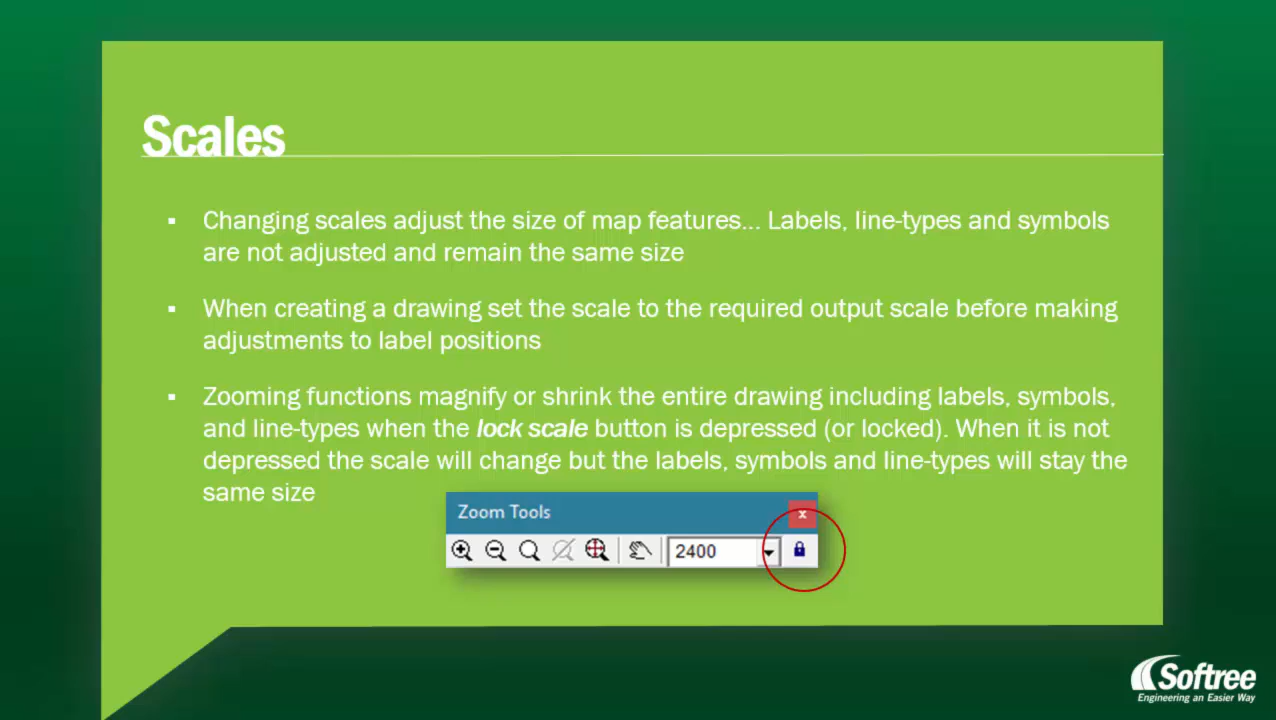 Scales
▪ Changing scales adjust the size of map features... Labels, line-types and symbols
are not adjusted and remain the same size
▪ When creating a drawing set the scale to the required output scale before making
adjustments to label positions
▪ Zooming functions magnify or shrink the entire drawing including labels, symbols,
and line-types when the lock scale button is depressed (or locked). When it is not
depressed the scale will change but the labels, symbols and line-types will stay the
same size
Zoom Tools x
2400
Softree
Engineering an Easier Way